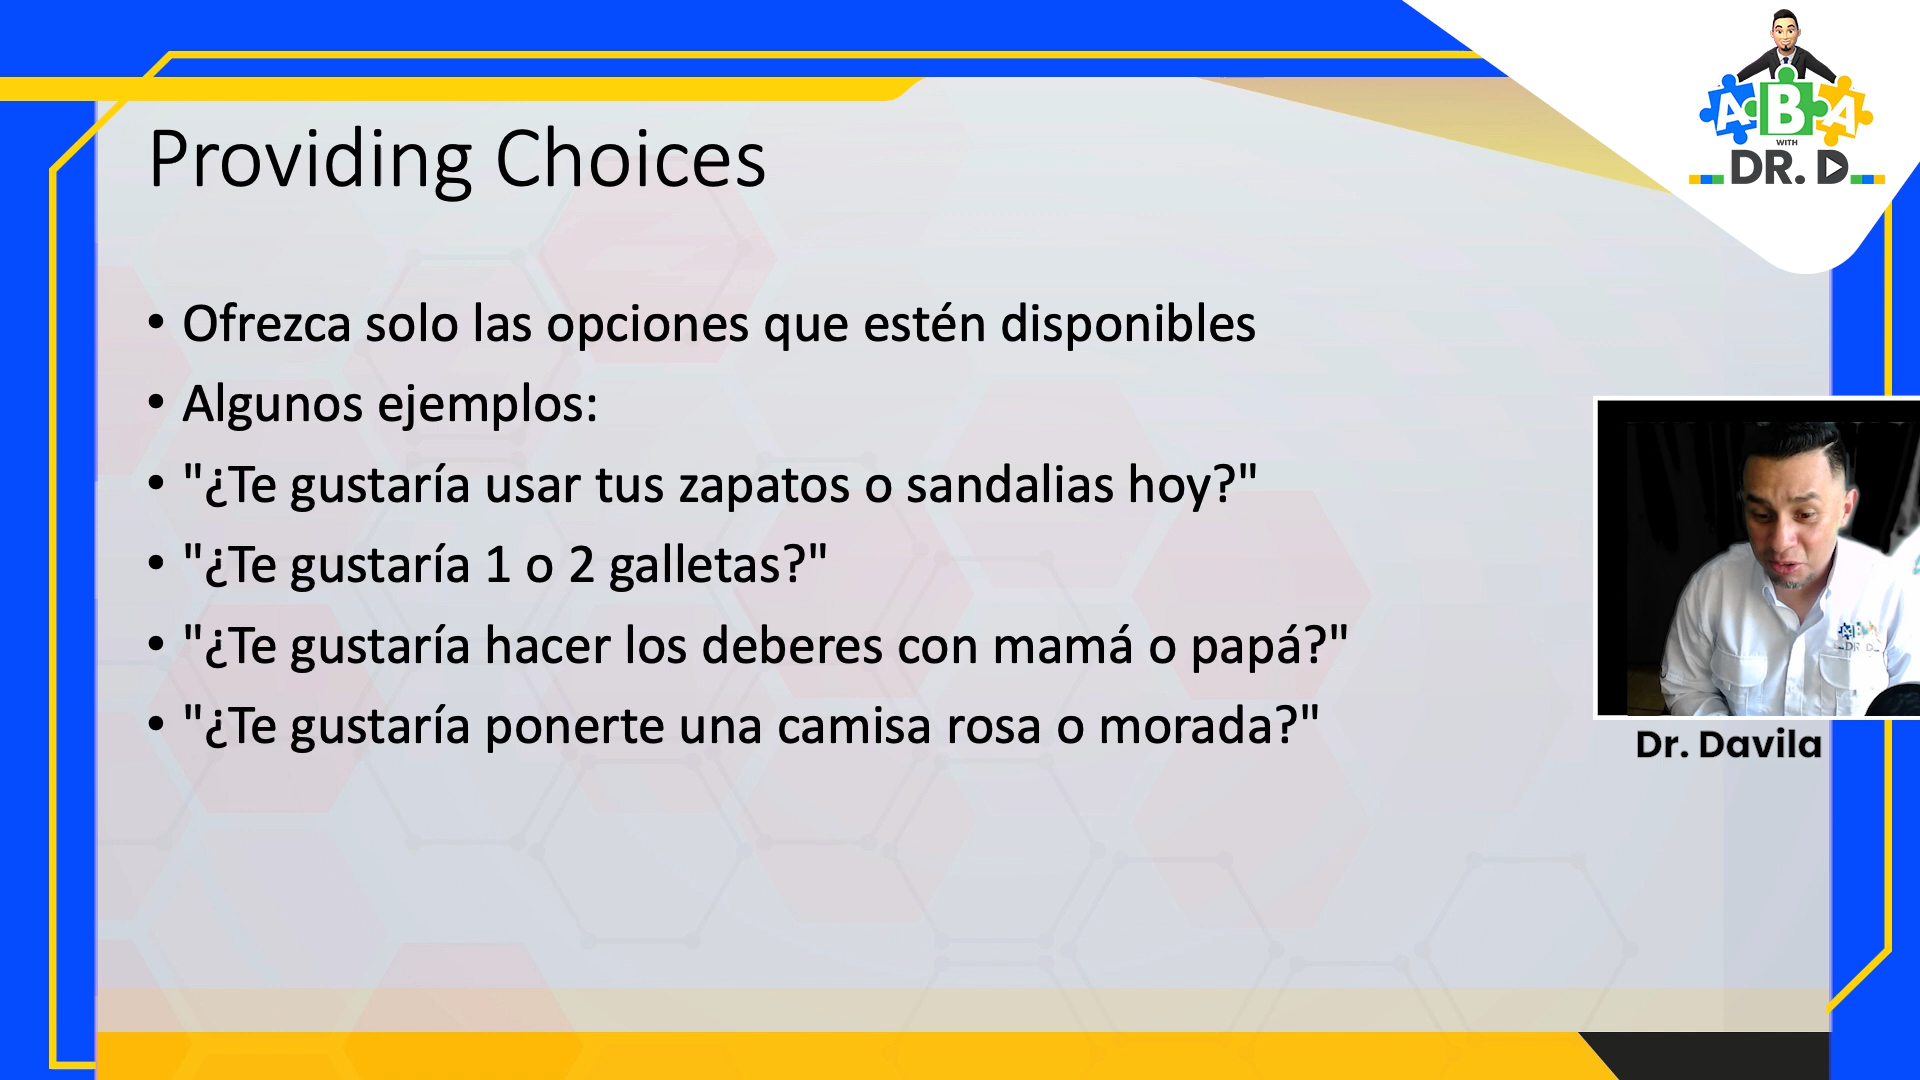 ABA
WITH
DR. D
Providing Choices
• Ofrezca solo las opciones que estén disponibles
• Algunos ejemplos:
• "¿Te gustaría usar tus zapatos o sandalias hoy?"
• "¿Te gustaría 1 o 2 galletas?"
• "¿Te gustaría hacer los deberes con mamá o papá?"
• "¿Te gustaría ponerte una camisa rosa o morada?"
ABA
DR. D
Dr. Davila